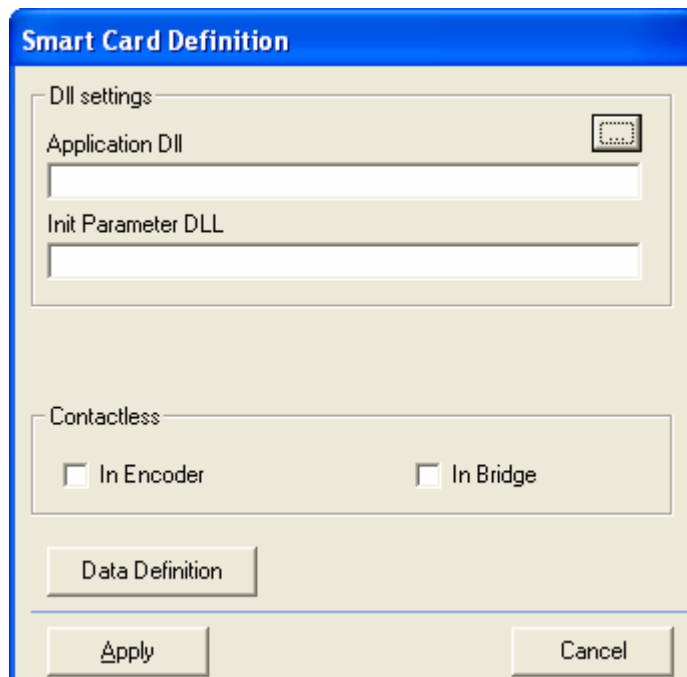 Smart Card Definition
Dll settings
...
Application Dll
Init Parameter DLL
Contactless
In Encoder
In Bridge
Data Definition
Apply
Cancel